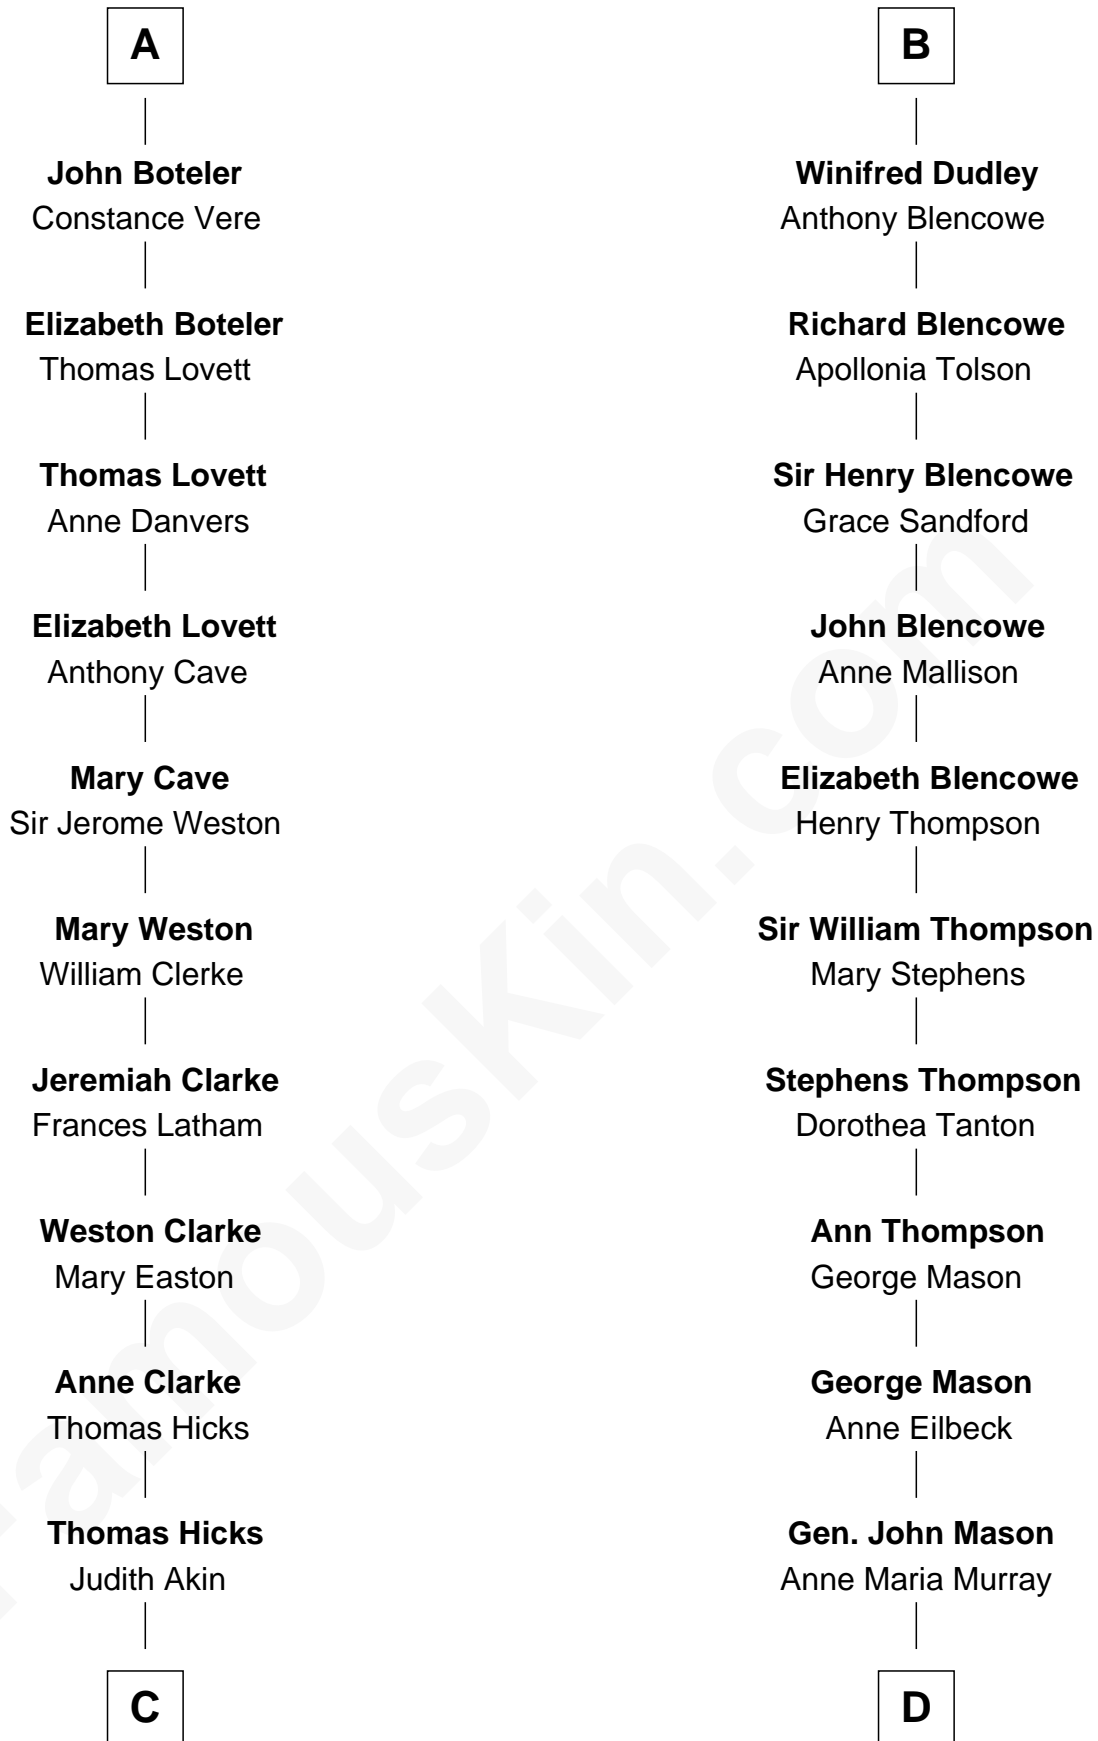 A
John Boteler
Constance Vere
Elizabeth Boteler
Thomas Lovett
Thomas Lovett
Anne Danvers
Elizabeth Lovett
Anthony Cave
Mary Cave
Sir Jerome Weston
Mary Weston
William Clerke
Jeremiah Clarke
Frances Latham
Weston Clarke
Mary Easton
Anne Clarke
Thomas Hicks
Thomas Hicks
Judith Akin
C
B
Winifred Dudley
Anthony Blencowe
Richard Blencowe
Apollonia Tolson
Sir Henry Blencowe
Grace Sandford
John Blencowe
Anne Mallison
Elizabeth Blencowe
Henry Thompson
Sir William Thompson
Mary Stephens
Stephens Thompson
Dorothea Tanton
Ann Thompson
George Mason
George Mason
Anne Eilbeck
Gen. John Mason
Anne Maria Murray
D
FamousKin.com